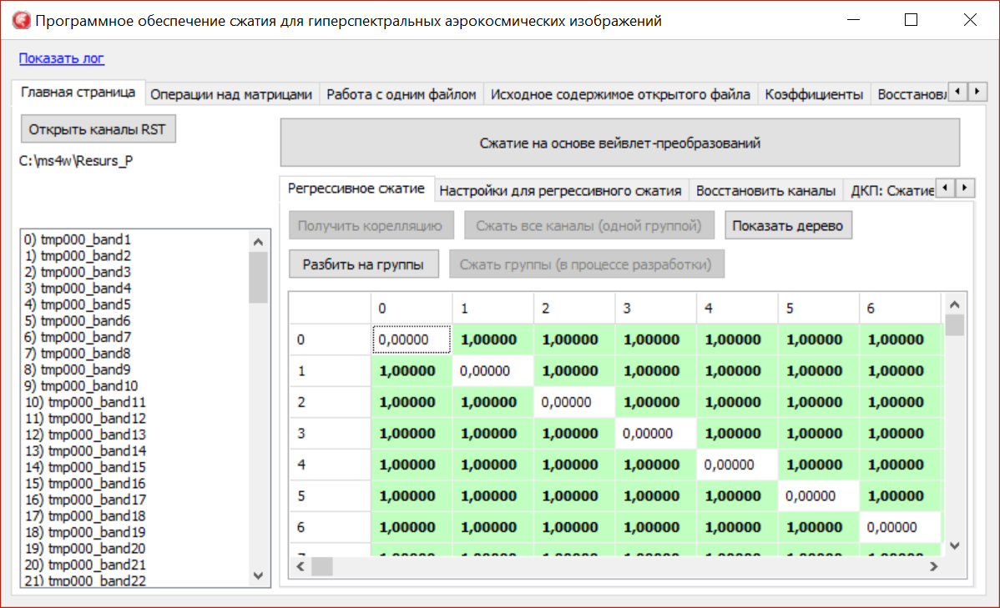 Программное обеспечение сжатия для гиперспектральных аэрокосмических изображений
Показать лог
Главная страница Операции над матрицами Работа с одним файлом Исходное содержимое открытого файла Коэффициенты Восстановл
Открыть каналы RST
C:\ms4w\Resurs_P
Сжатие на основе вейвлет-преобразований
Регрессивное сжатие Настройки для регрессивного сжатия Восстановить каналы ДКП: Сжатие
Получить корелляцию Сжать все каналы (одной группой) Показать дерево
Разбить на группы Сжать группы (в процессе разработки)
0) tmp000_band1
1) tmp000_band2
2) tmp000_band3
3) tmp000_band4
4) tmp000_band5
5) tmp000_band6
6) tmp000_band7
7) tmp000_band8
8) tmp000_band9
9) tmp000_band10
10) tmp000_band11
11) tmp000_band12
12) tmp000_band13
13) tmp000_band14
14) tmp000_band15
15) tmp000_band16
16) tmp000_band17
17) tmp000_band18
18) tmp000_band19
19) tmp000_band20
20) tmp000_band21
21) tmp000_band22
0 1 2 3 4 5 6
0 0,00000 1,00000 1,00000 1,00000 1,00000 1,00000 1,00000
1 1,00000 0,00000 1,00000 1,00000 1,00000 1,00000 1,00000
2 1,00000 1,00000 0,00000 1,00000 1,00000 1,00000 1,00000
3 1,00000 1,00000 1,00000 0,00000 1,00000 1,00000 1,00000
4 1,00000 1,00000 1,00000 1,00000 0,00000 1,00000 1,00000
5 1,00000 1,00000 1,00000 1,00000 1,00000 0,00000 1,00000
6 1,00000 1,00000 1,00000 1,00000 1,00000 1,00000 0,00000